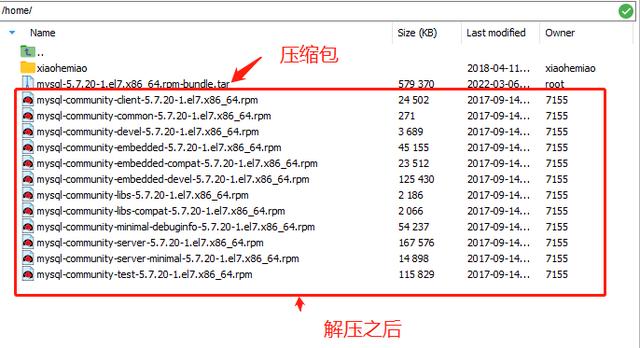 /home/
Name Size (KB) Last modified Owner
..
压缩包
xiaohemiao 2018-04-11... xiaohemiao
mysql-5.7.20-1.el7.x86_64.rpm-bundle.tar 579 370 2022-03-06... root
mysql-community-client-5.7.20-1.el7.x86_64.rpm 24 502 2017-09-14... 7155
mysql-community-common-5.7.20-1.el7.x86_64.rpm 271 2017-09-14... 7155
mysql-community-devel-5.7.20-1.el7.x86_64.rpm 3 689 2017-09-14... 7155
mysql-community-embedded-5.7.20-1.el7.x86_64.rpm 45 155 2017-09-14... 7155
mysql-community-embedded-compat-5.7.20-1.el7.x86_64.rpm 23 512 2017-09-14... 7155
mysql-community-embedded-devel-5.7.20-1.el7.x86_64.rpm 125 430 2017-09-14... 7155
mysql-community-libs-5.7.20-1.el7.x86_64.rpm 2 186 2017-09-14... 7155
mysql-community-libs-compat-5.7.20-1.el7.x86_64.rpm 2 066 2017-09-14... 7155
mysql-community-minimal-debuginfo-5.7.20-1.el7.x86_64.rpm 54 237 2017-09-14... 7155
mysql-community-server-5.7.20-1.el7.x86_64.rpm 167 576 2017-09-14... 7155
mysql-community-server-minimal-5.7.20-1.el7.x86_64.rpm 14 898 2017-09-14... 7155
mysql-community-test-5.7.20-1.el7.x86_64.rpm 115 829 2017-09-14... 7155
解压之后